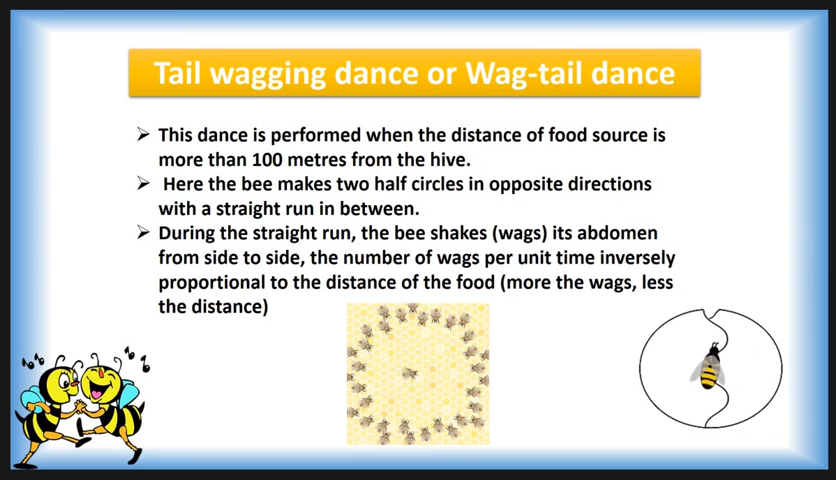 Tail wagging dance or Wag-tail dance
➢ This dance is performed when the distance of food source is
more than 100 metres from the hive.
➢ Here the bee makes two half circles in opposite directions
with a straight run in between.
➢ During the straight run, the bee shakes (wags) its abdomen
from side to side, the number of wags per unit time inversely
proportional to the distance of the food (more the wags, less
the distance)